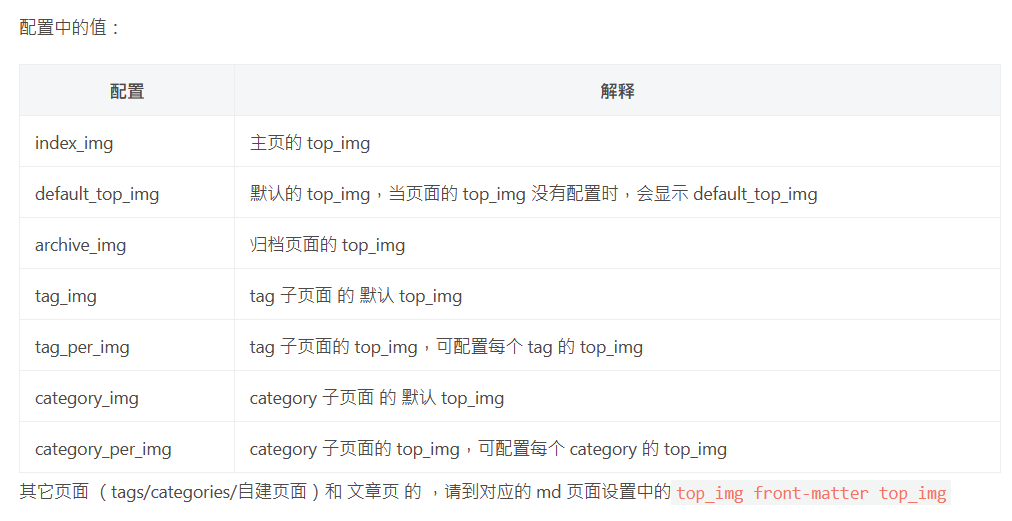 配置中的值：
配置 解释
index_img 主页的 top_img
default_top_img 默认的 top_img，当页面的 top_img 没有配置时，会显示 default_top_img
archive_img 归档页面的 top_img
tag_img tag 子页面 的 默认 top_img
tag_per_img tag 子页面的 top_img，可配置每个 tag 的 top_img
category_img category 子页面 的 默认 top_img
category_per_img category 子页面的 top_img，可配置每个 category 的 top_img
其它页面 （tags/categories/自建页面）和 文章页 的 ，请到对应的 md 页面设置中的 top_img front-matter top_img